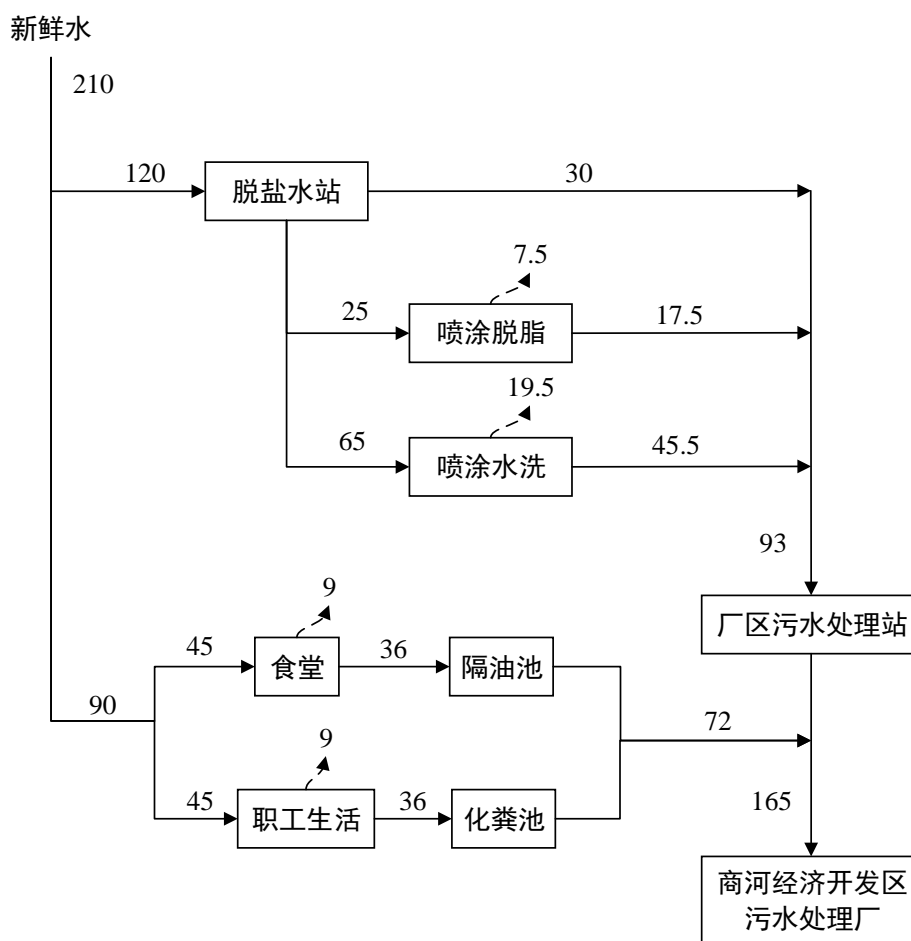 新鲜水
210
120
脱盐水站
30
7.5
25
喷涂脱脂
17.5
19.5
65
喷涂水洗
45.5
93
厂区污水处理站
9
45
食堂
36
隔油池
90
72
9
45
职工生活
36
化粪池
165
商河经济开发区
污水处理厂